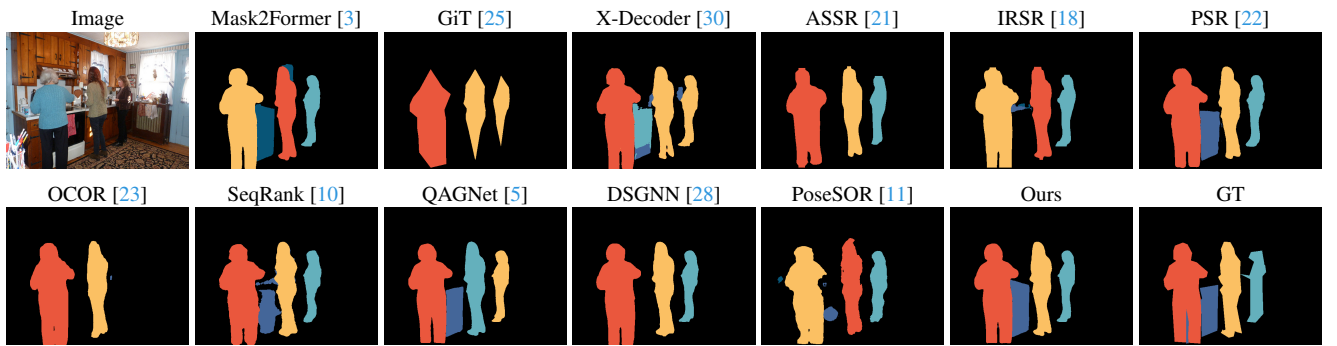 Image Mask2Former [3] GiT [25] X-Decoder [30] ASSR [21] IRSR [18] PSR [22]
OCOR [23] SeqRank [10] QAGNet [5] DSGNN [28] PoseSOR [11] Ours GT